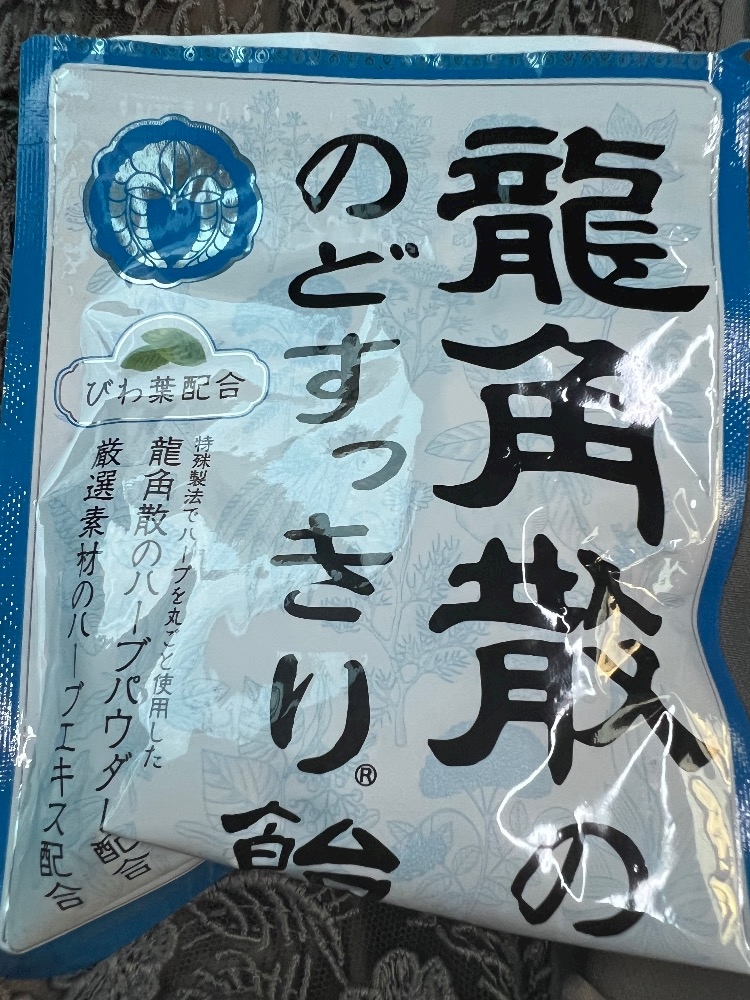 龍角散の
のどすっきり®飴
びわ葉配合
特殊製法でハーブを丸ごと使用した
龍角散のハーブパウダー配合
厳選素材のハーブエキス配合